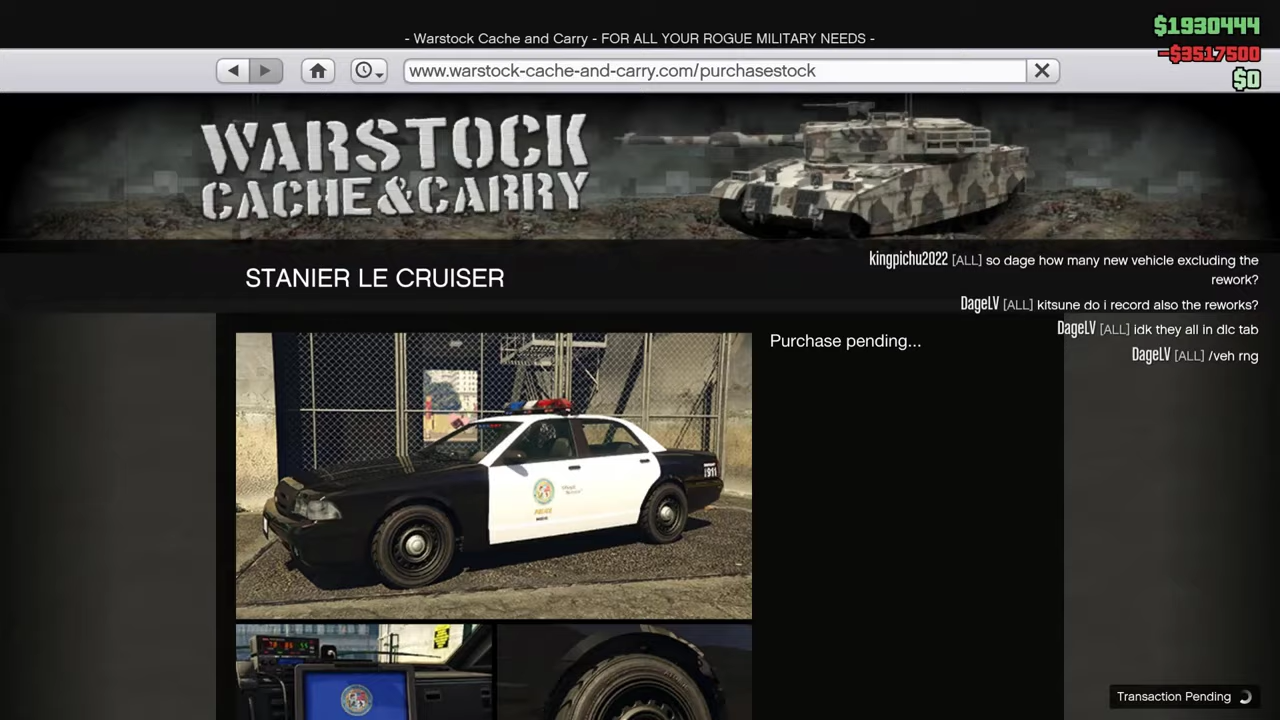 - Warstock Cache and Carry - FOR ALL YOUR ROGUE MILITARY NEEDS -
$1930444
-$3517500
$0
www.warstock-cache-and-carry.com/purchasestock
WARSTOCK
CACHE&CARRY
STANIER LE CRUISER
kingpichu2022 [ALL] so dage how many new vehicle excluding the
rework?
DageLV [ALL] kitsune do i record also the reworks?
DageLV [ALL] idk they all in dlc tab
DageLV [ALL] /veh rng
Purchase pending...
911
POLICE
Transaction Pending